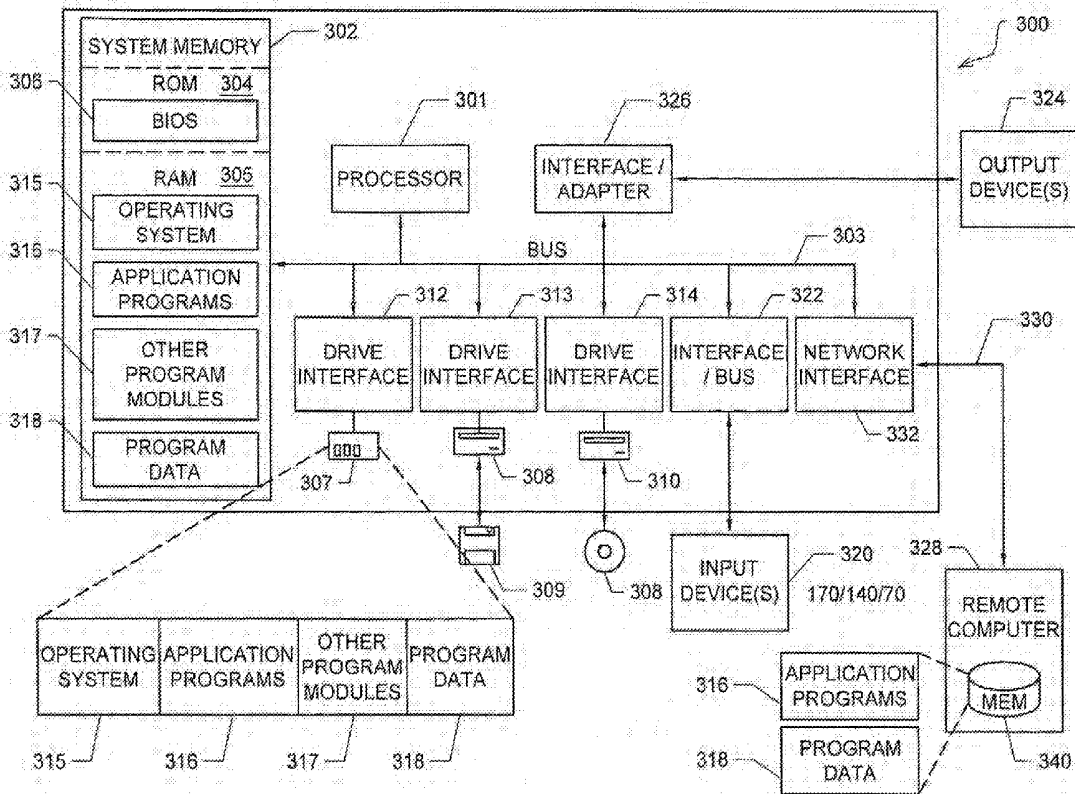 300
SYSTEM MEMORY
302
ROM 304
306
BIOS
RAM 305
315
OPERATING
SYSTEM
316
APPLICATION
PROGRAMS
317
OTHER
PROGRAM
MODULES
318
PROGRAM
DATA
301
PROCESSOR
326
INTERFACE /
ADAPTER
324
OUTPUT
DEVICE(S)
BUS
303
312
DRIVE
INTERFACE
313
DRIVE
INTERFACE
314
DRIVE
INTERFACE
322
INTERFACE
/ BUS
NETWORK
INTERFACE
332
330
307
308
310
309
308
INPUT
DEVICE(S)
320
170/140/70
328
REMOTE
COMPUTER
MEM
340
OPERATING
SYSTEM
APPLICATION
PROGRAMS
OTHER
PROGRAM
MODULES
PROGRAM
DATA
315
316
317
318
316
APPLICATION
PROGRAMS
318
PROGRAM
DATA